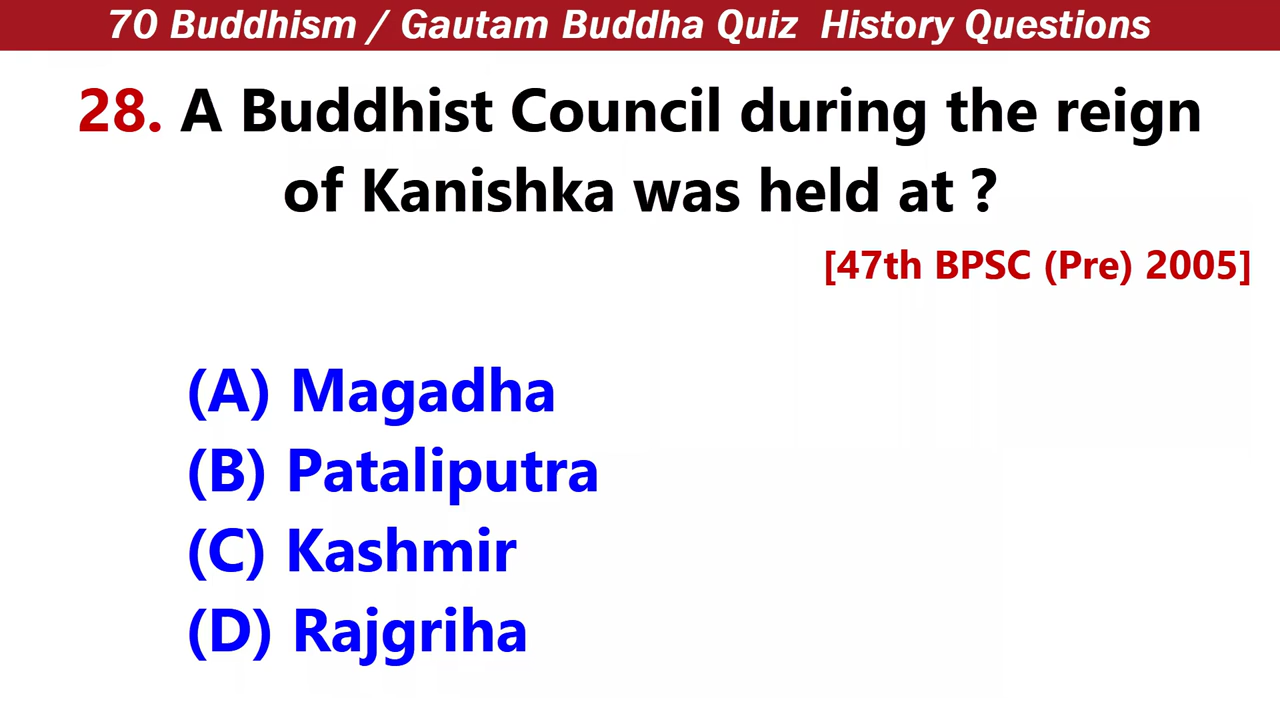 70 Buddhism / Gautam Buddha Quiz History Questions
28. A Buddhist Council during the reign
of Kanishka was held at ?
[47th BPSC (Pre) 2005]
(A) Magadha
(B) Pataliputra
(C) Kashmir
(D) Rajgriha